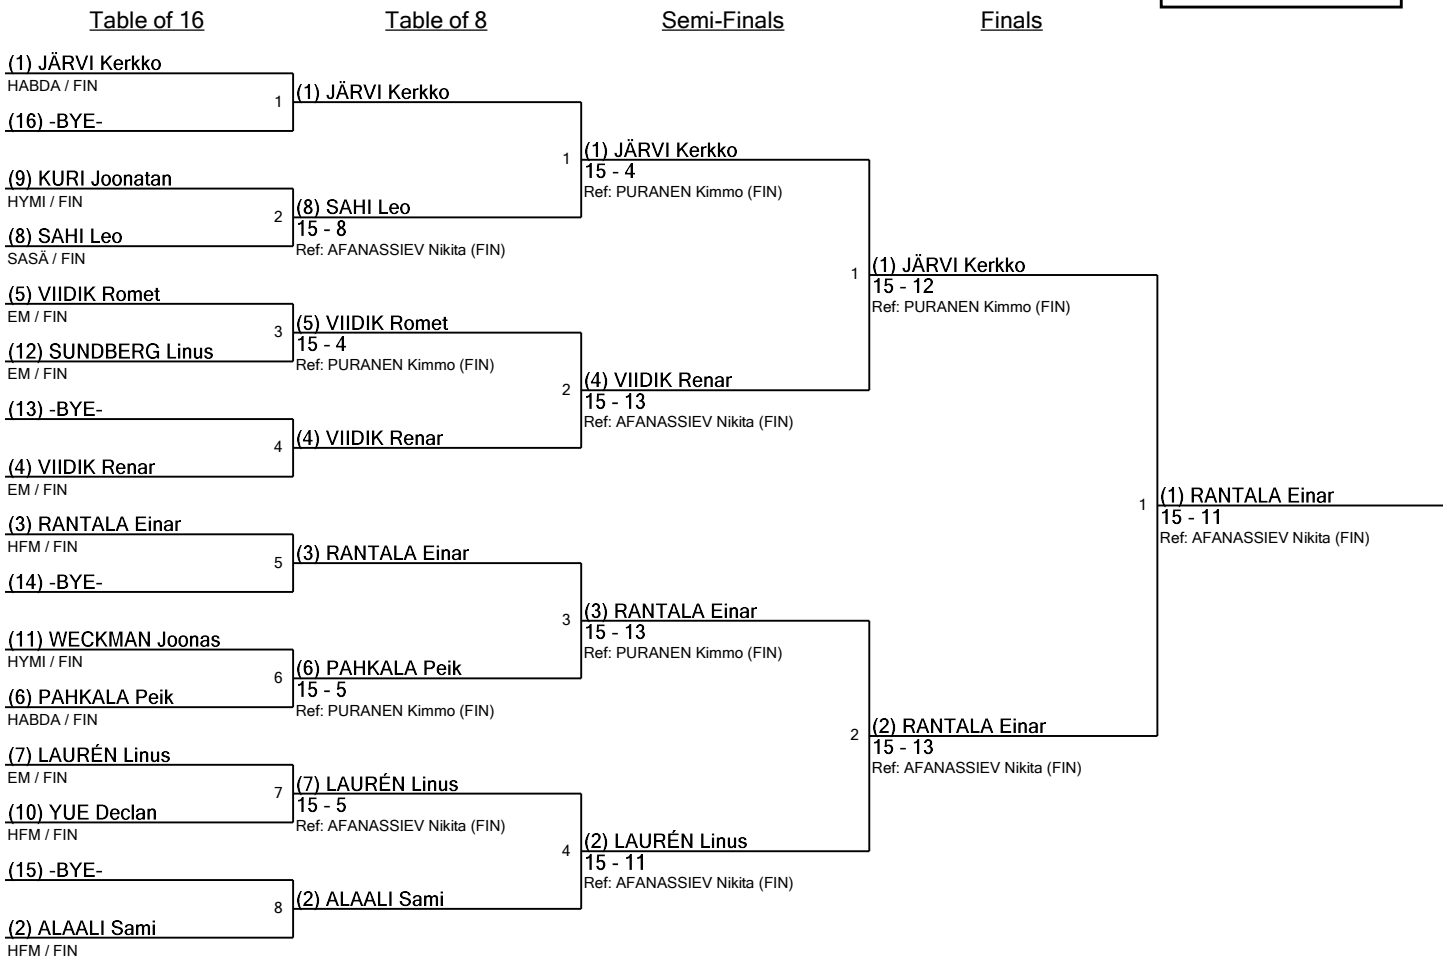 Table of 16
Table of 8
Semi-Finals
Finals
(1) JÄRVI Kerkko
HABDA / FIN
1
(16) -BYE-
(9) KURI Joonatan
HYMI / FIN
2
(8) SAHI Leo
SASÄ / FIN
(5) VIIDIK Romet
EM / FIN
3
(12) SUNDBERG Linus
EM / FIN
(13) -BYE-
4
(4) VIIDIK Renar
EM / FIN
(3) RANTALA Einar
HFM / FIN
5
(14) -BYE-
(11) WECKMAN Joonas
HYMI / FIN
6
(6) PAHKALA Peik
HABDA / FIN
(7) LAURÉN Linus
EM / FIN
7
(10) YUE Declan
HFM / FIN
(15) -BYE-
8
(2) ALAALI Sami
HFM / FIN
(1) JÄRVI Kerkko
1
(8) SAHI Leo
15 - 8
Ref: AFANASSIEV Nikita (FIN)
(5) VIIDIK Romet
15 - 4
Ref: PURANEN Kimmo (FIN)
2
(4) VIIDIK Renar
(3) RANTALA Einar
3
(6) PAHKALA Peik
15 - 5
Ref: PURANEN Kimmo (FIN)
(7) LAURÉN Linus
15 - 5
Ref: AFANASSIEV Nikita (FIN)
4
(2) ALAALI Sami
(1) JÄRVI Kerkko
15 - 4
Ref: PURANEN Kimmo (FIN)
1
(4) VIIDIK Renar
15 - 13
Ref: AFANASSIEV Nikita (FIN)
(3) RANTALA Einar
15 - 13
Ref: PURANEN Kimmo (FIN)
2
(2) LAURÉN Linus
15 - 11
Ref: AFANASSIEV Nikita (FIN)
(1) JÄRVI Kerkko
15 - 12
Ref: PURANEN Kimmo (FIN)
1
(2) RANTALA Einar
15 - 13
Ref: AFANASSIEV Nikita (FIN)
(1) RANTALA Einar
15 - 11
Ref: AFANASSIEV Nikita (FIN)